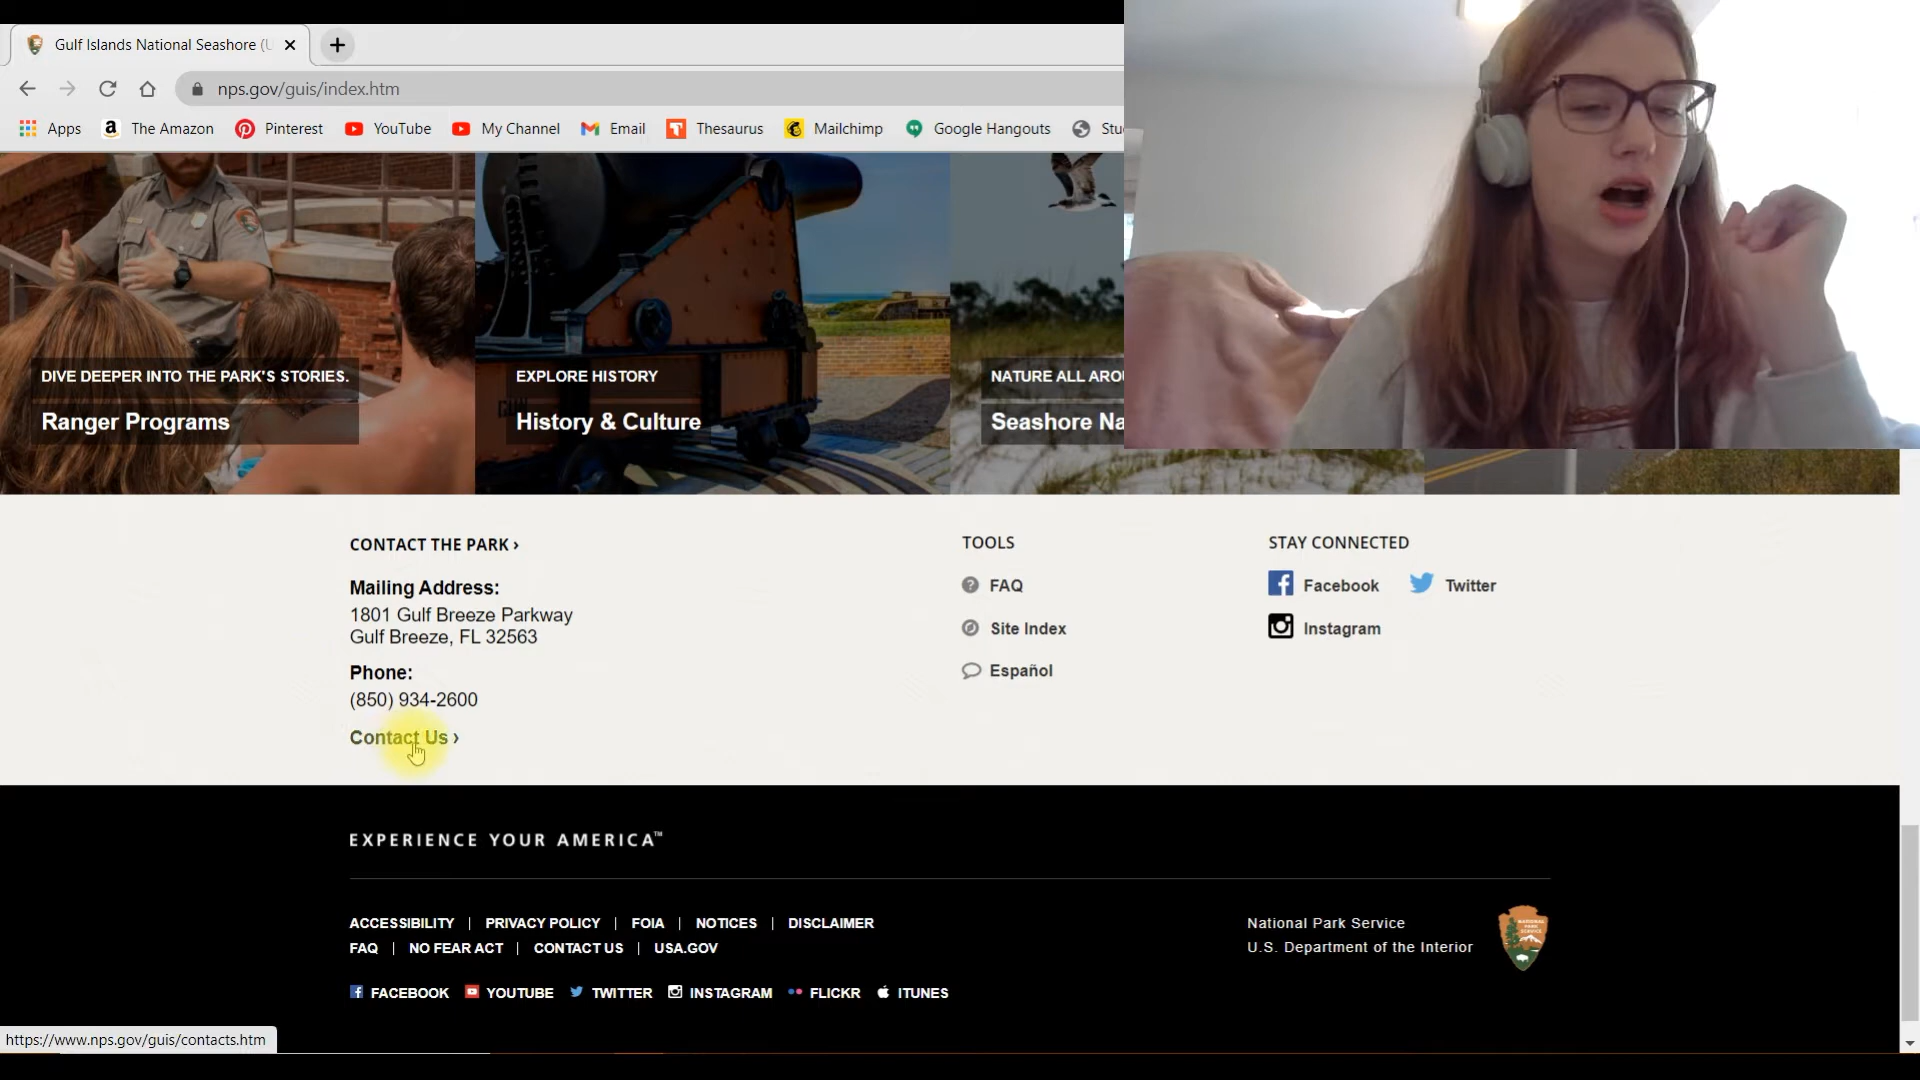 Gulf Islands National Seashore (U
nps.gov/guis/index.htm
Apps The Amazon Pinterest YouTube My Channel Email Thesaurus Mailchimp Google Hangouts Stu
DIVE DEEPER INTO THE PARK'S STORIES.
Ranger Programs
EXPLORE HISTORY
History & Culture
NATURE ALL AROU
Seashore Na
CONTACT THE PARK ›
Mailing Address:
1801 Gulf Breeze Parkway
Gulf Breeze, FL 32563
Phone:
(850) 934-2600
Contact Us ›
TOOLS
FAQ
Site Index
Español
STAY CONNECTED
Facebook Twitter
Instagram
EXPERIENCE YOUR AMERICA™
ACCESSIBILITY | PRIVACY POLICY | FOIA | NOTICES | DISCLAIMER
FAQ | NO FEAR ACT | CONTACT US | USA.GOV
FACEBOOK YOUTUBE TWITTER INSTAGRAM FLICKR ITUNES
National Park Service
U.S. Department of the Interior
https://www.nps.gov/guis/contacts.htm